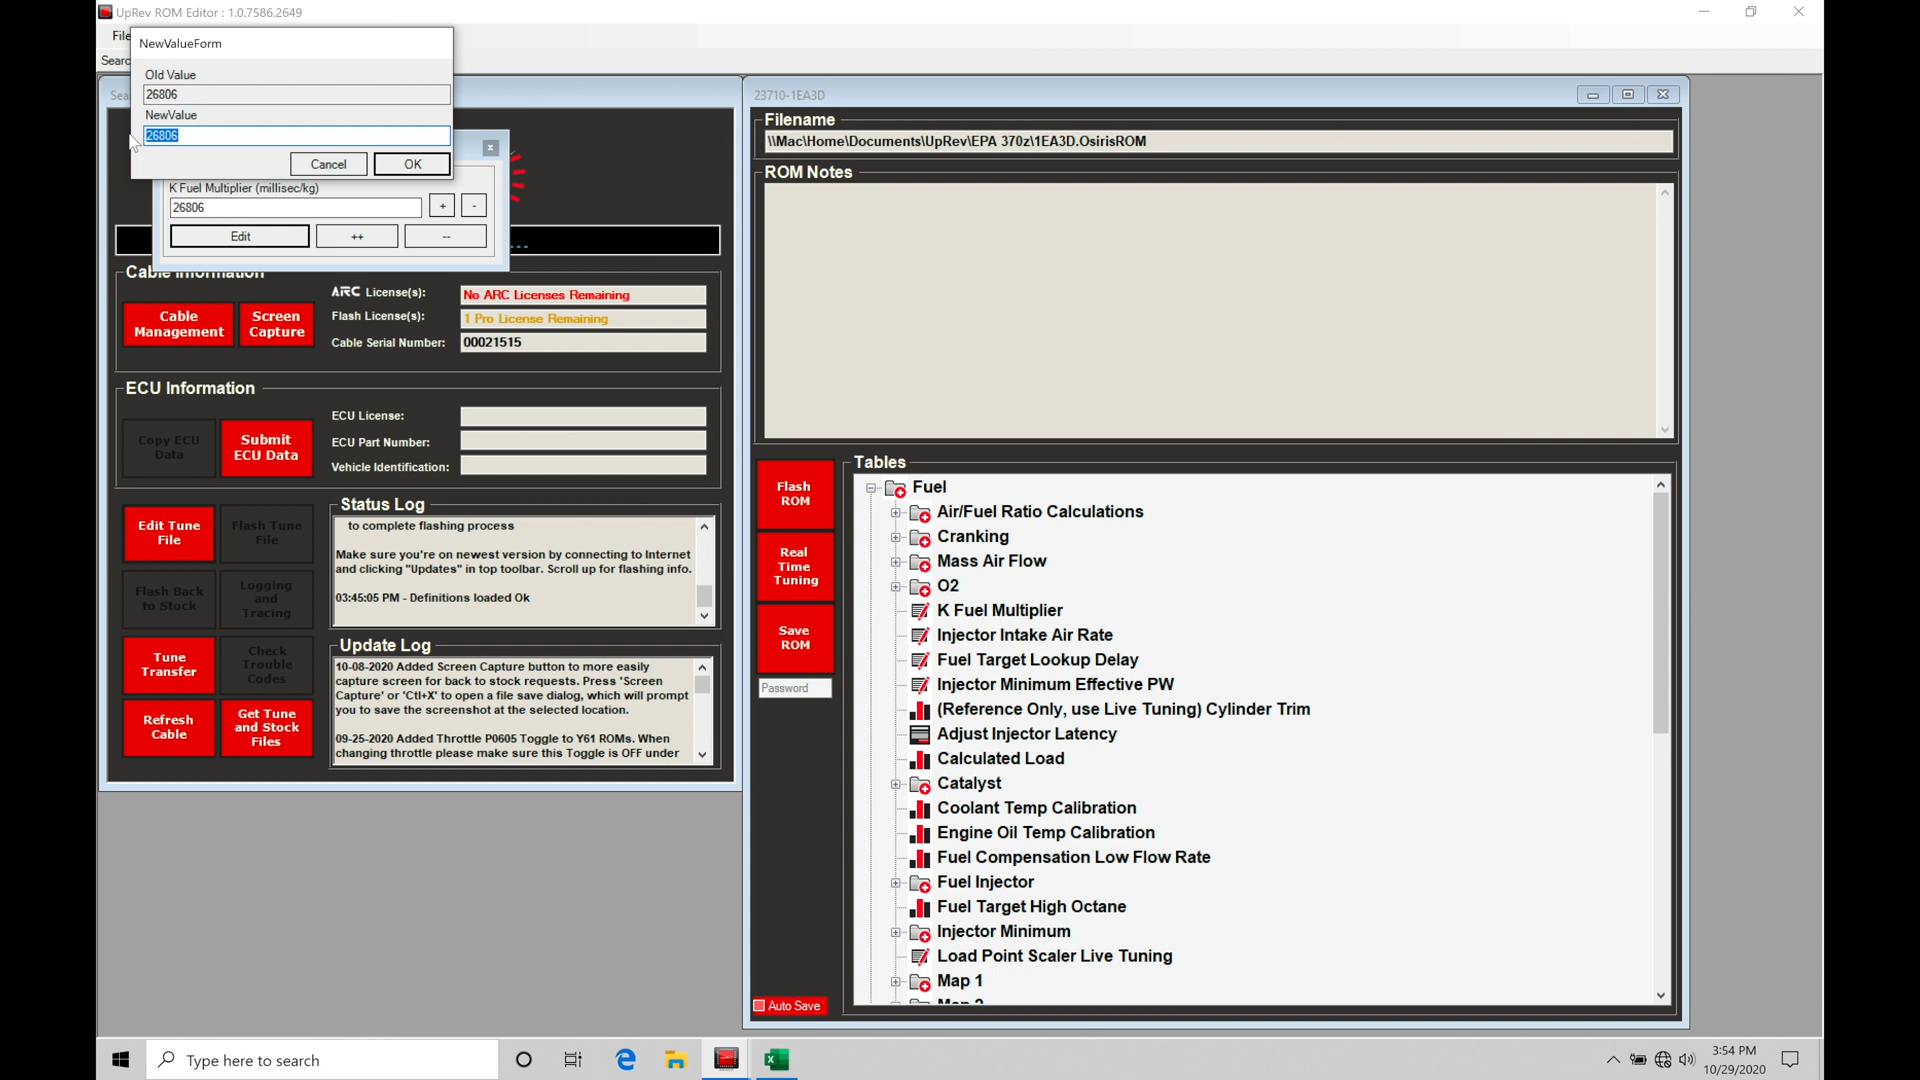 UpRev ROM Editor : 1.0.7586.2649
File
Searc
NewValueForm
Old Value
26806
NewValue
26806
Cancel
OK
K Fuel Multiplier (millisec/kg)
26806
+
-
Edit
++
--
...
Cable Information
Cable Management
Screen Capture
ARC License(s):
No ARC Licenses Remaining
Flash License(s):
1 Pro License Remaining
Cable Serial Number:
00021515
ECU Information
Copy ECU Data
Submit ECU Data
ECU License:
ECU Part Number:
Vehicle Identification:
Edit Tune File
Flash Tune File
Flash Back to Stock
Logging and Tracing
Tune Transfer
Check Trouble Codes
Refresh Cable
Get Tune and Stock Files
Status Log
to complete flashing process
Make sure you're on newest version by connecting to Internet
and clicking "Updates" in top toolbar. Scroll up for flashing info.
03:45:05 PM - Definitions loaded Ok
Update Log
10-08-2020 Added Screen Capture button to more easily
capture screen for back to stock requests. Press 'Screen
Capture' or 'Ctl+X' to open a file save dialog, which will prompt
you to save the screenshot at the selected location.
09-25-2020 Added Throttle P0605 Toggle to Y61 ROMs. When
changing throttle please make sure this Toggle is OFF under
23710-1EA3D
Filename
\\Mac\Home\Documents\UpRev\EPA 370z\1EA3D.OsirisROM
ROM Notes
Flash ROM
Real Time Tuning
Save ROM
Password
Auto Save
Tables
Fuel
Air/Fuel Ratio Calculations
Cranking
Mass Air Flow
O2
K Fuel Multiplier
Injector Intake Air Rate
Fuel Target Lookup Delay
Injector Minimum Effective PW
(Reference Only, use Live Tuning) Cylinder Trim
Adjust Injector Latency
Calculated Load
Catalyst
Coolant Temp Calibration
Engine Oil Temp Calibration
Fuel Compensation Low Flow Rate
Fuel Injector
Fuel Target High Octane
Injector Minimum
Load Point Scaler Live Tuning
Map 1
Map 2
Type here to search
3:54 PM
10/29/2020